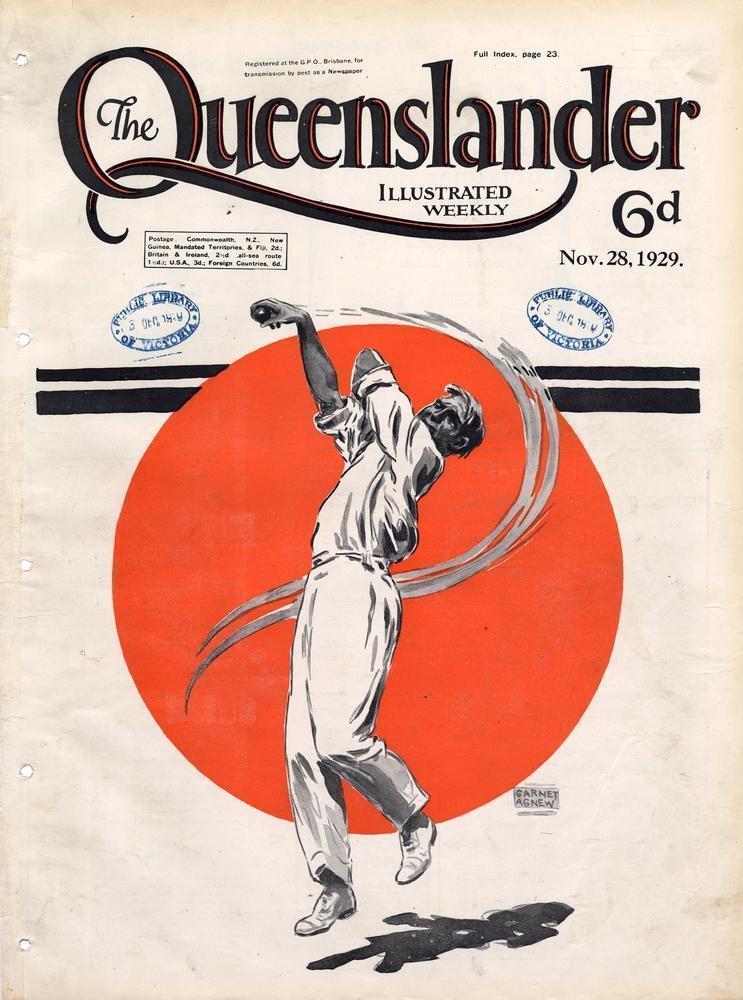 Registered at the G.P.O., Brisbane, for
transmission by post as a Newspaper
Full Index, page 23.
The Queenslander
ILLUSTRATED
WEEKLY
6d
Postage Commonwealth, N.Z., New
Guinea, Mandated Territories, & Fiji, 2d.;
Britain & Ireland, 2½d. all-sea route
1½d.; U.S.A., 3d.; Foreign Countries, 6d.
Nov. 28, 1929.
PUBLIC LIBRARY
3 DEC
OF VICTORIA
PUBLIC LIBRARY
3 DEC
OF VICTORIA
GARNET
AGNEW